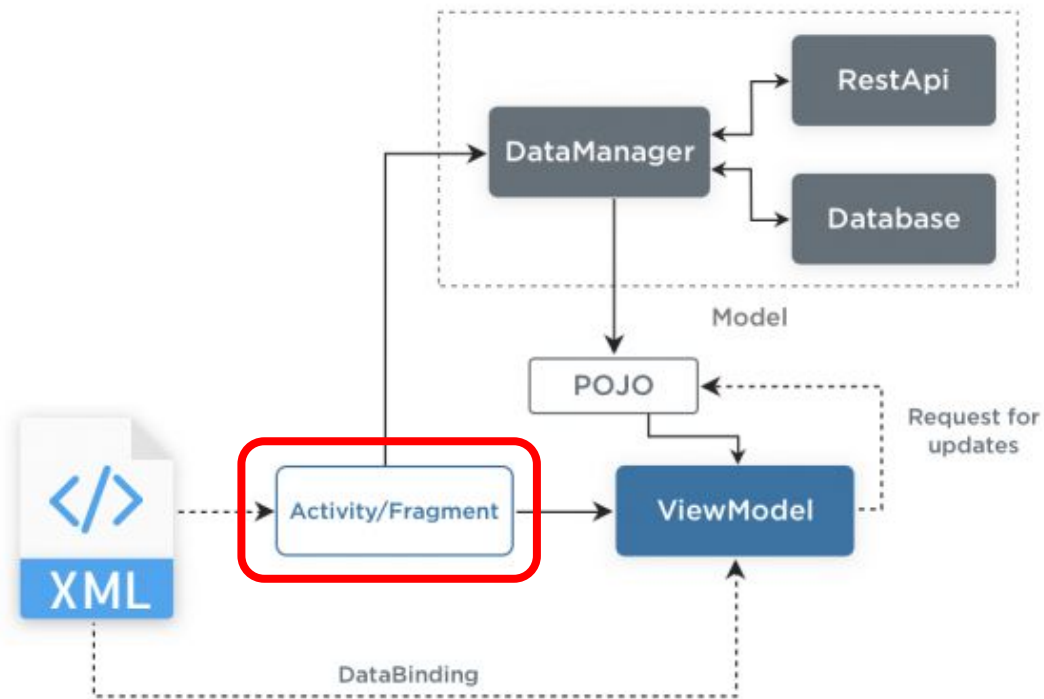 RestApi
DataManager
Database
Model
POJO
Request for
updates
</>
XML
Activity/Fragment
ViewModel
DataBinding